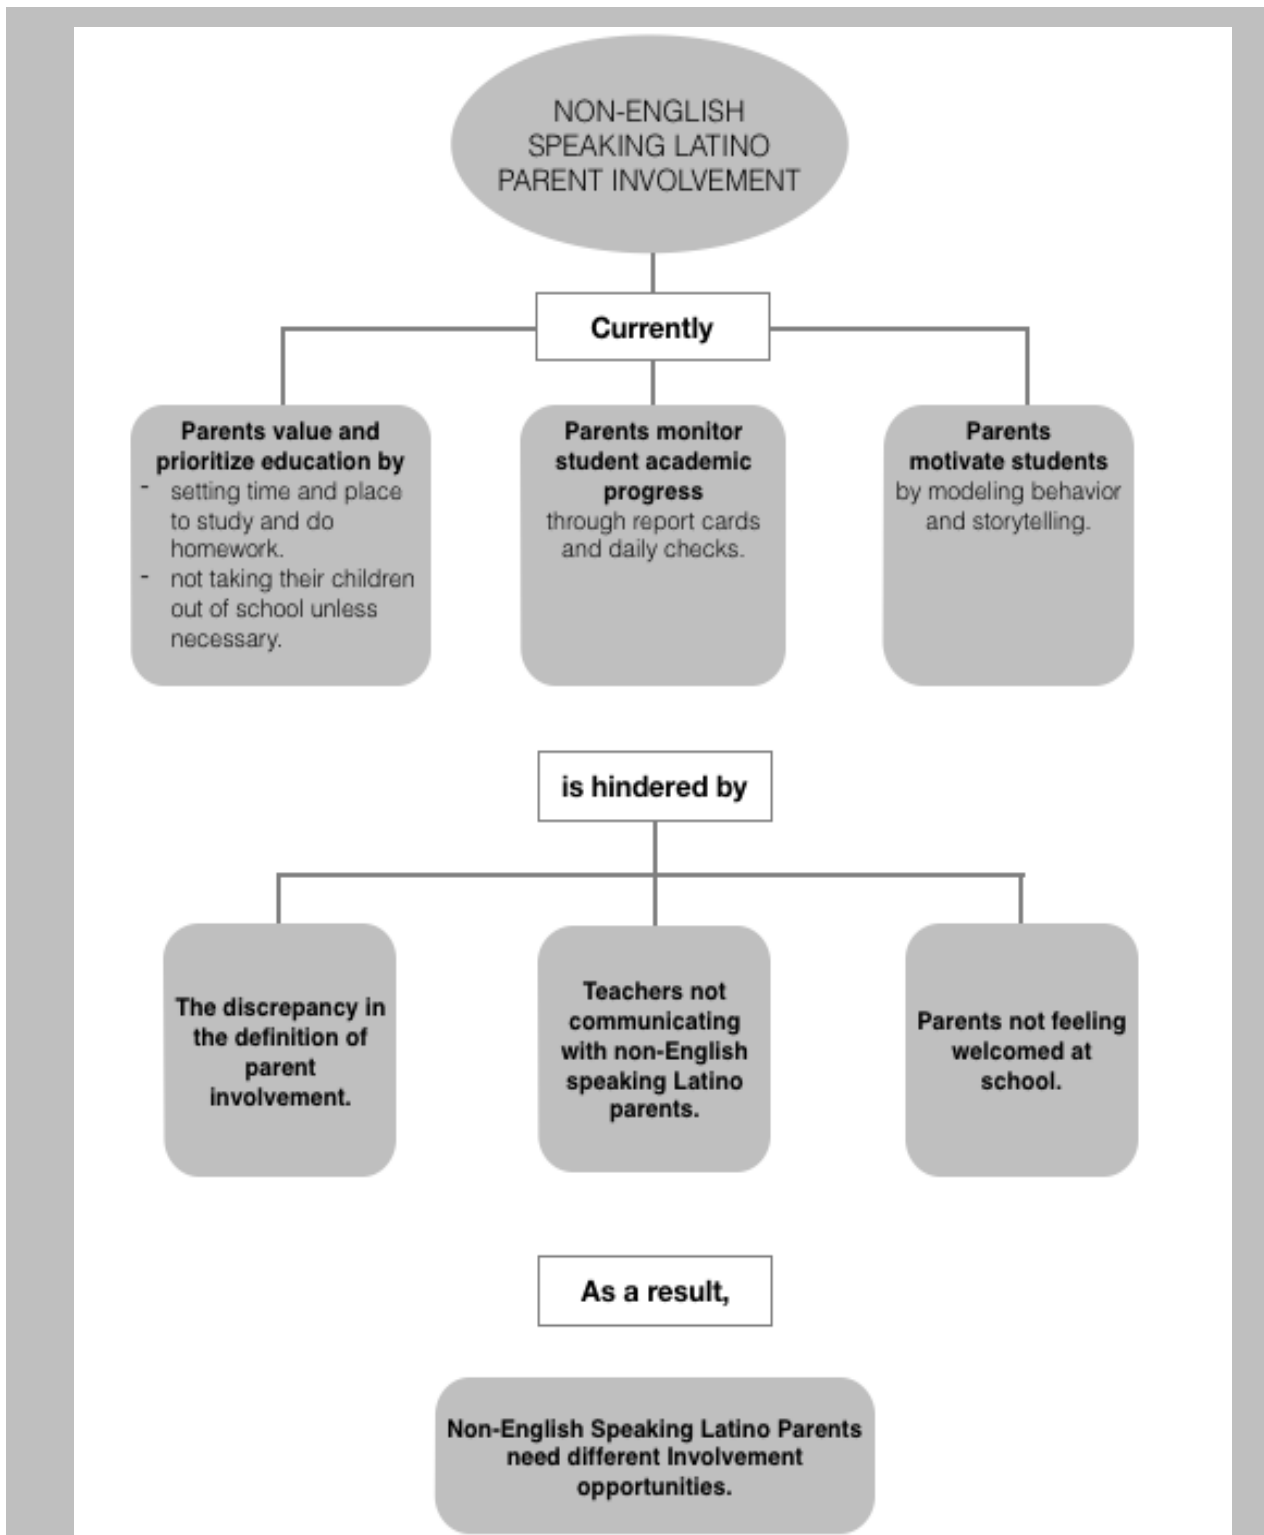 NON-ENGLISH
SPEAKING LATINO
PARENT INVOLVEMENT
Currently
Parents value and
prioritize education by
- setting time and place
to study and do
homework.
- not taking their children
out of school unless
necessary.
Parents monitor
student academic
progress
through report cards
and daily checks.
Parents
motivate students
by modeling behavior
and storytelling.
is hindered by
The discrepancy in
the definition of
parent
involvement.
Teachers not
communicating
with non-English
speaking Latino
parents.
Parents not feeling
welcomed at
school.
As a result,
Non-English Speaking Latino Parents
need different Involvement
opportunities.